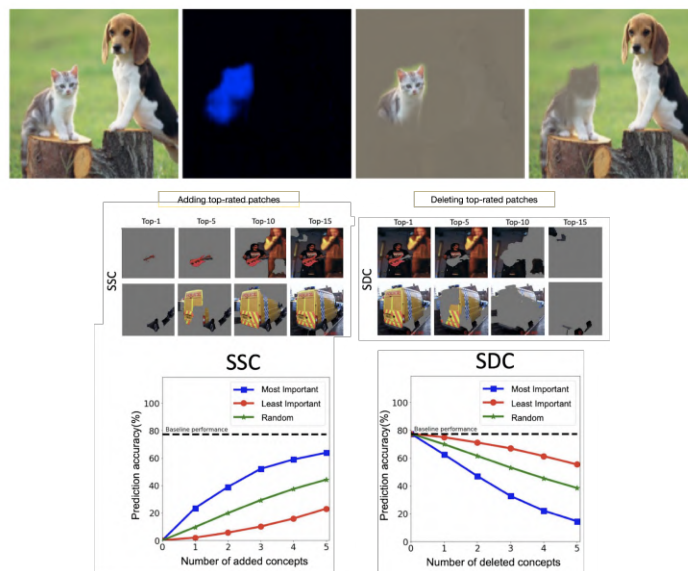 Adding top-rated patches
Deleting top-rated patches
Top-1 Top-5 Top-10 Top-15
Top-1 Top-5 Top-10 Top-15
SSC
SDC
SSC
SDC
Most Important
Least Important
Random
Baseline performance
Prediction accuracy(%)
100
80
60
40
20
0
0 1 2 3 4 5
Number of added concepts
Most Important
Least Important
Random
Baseline performance
Prediction accuracy(%)
100
80
60
40
20
0
0 1 2 3 4 5
Number of deleted concepts